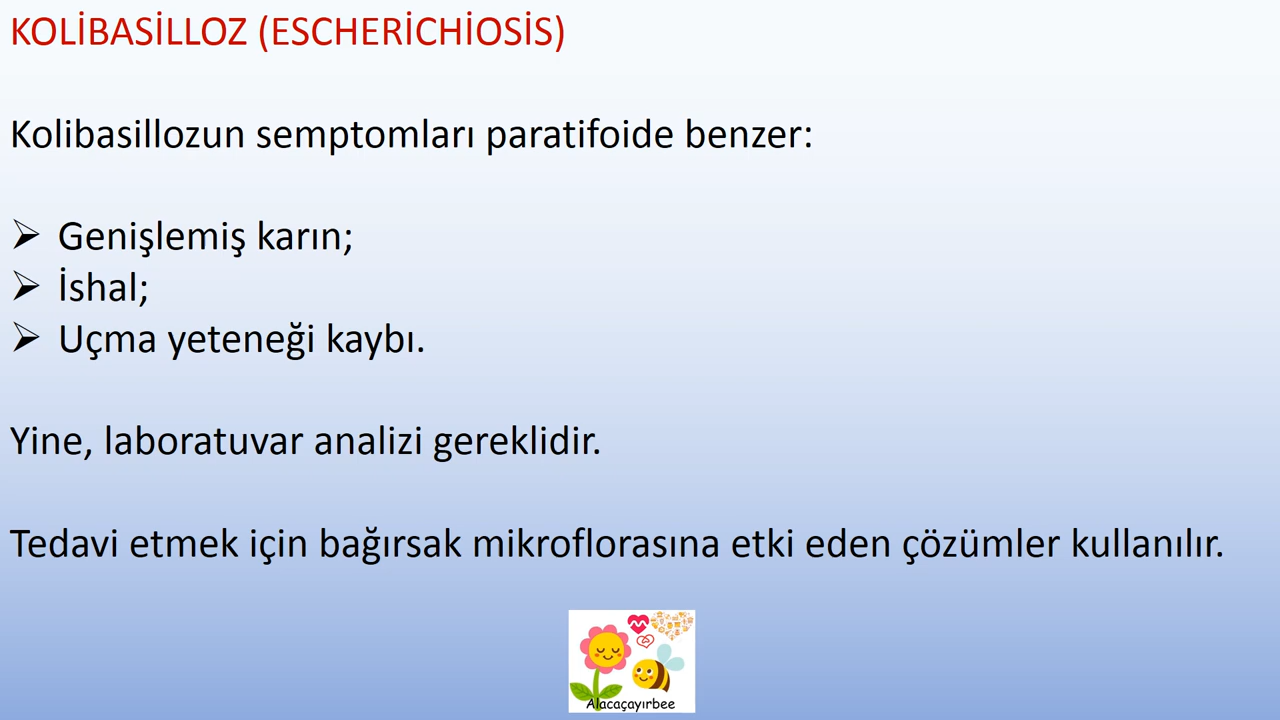 KOLİBASİLLOZ (ESCHERİCHİOSİS)
Kolibasillozun semptomları paratifoide benzer:
➢ Genişlemiş karın;
➢ İshal;
➢ Uçma yeteneği kaybı.
Yine, laboratuvar analizi gereklidir.
Tedavi etmek için bağırsak mikroflorasına etki eden çözümler kullanılır.
Alacaçayırbee